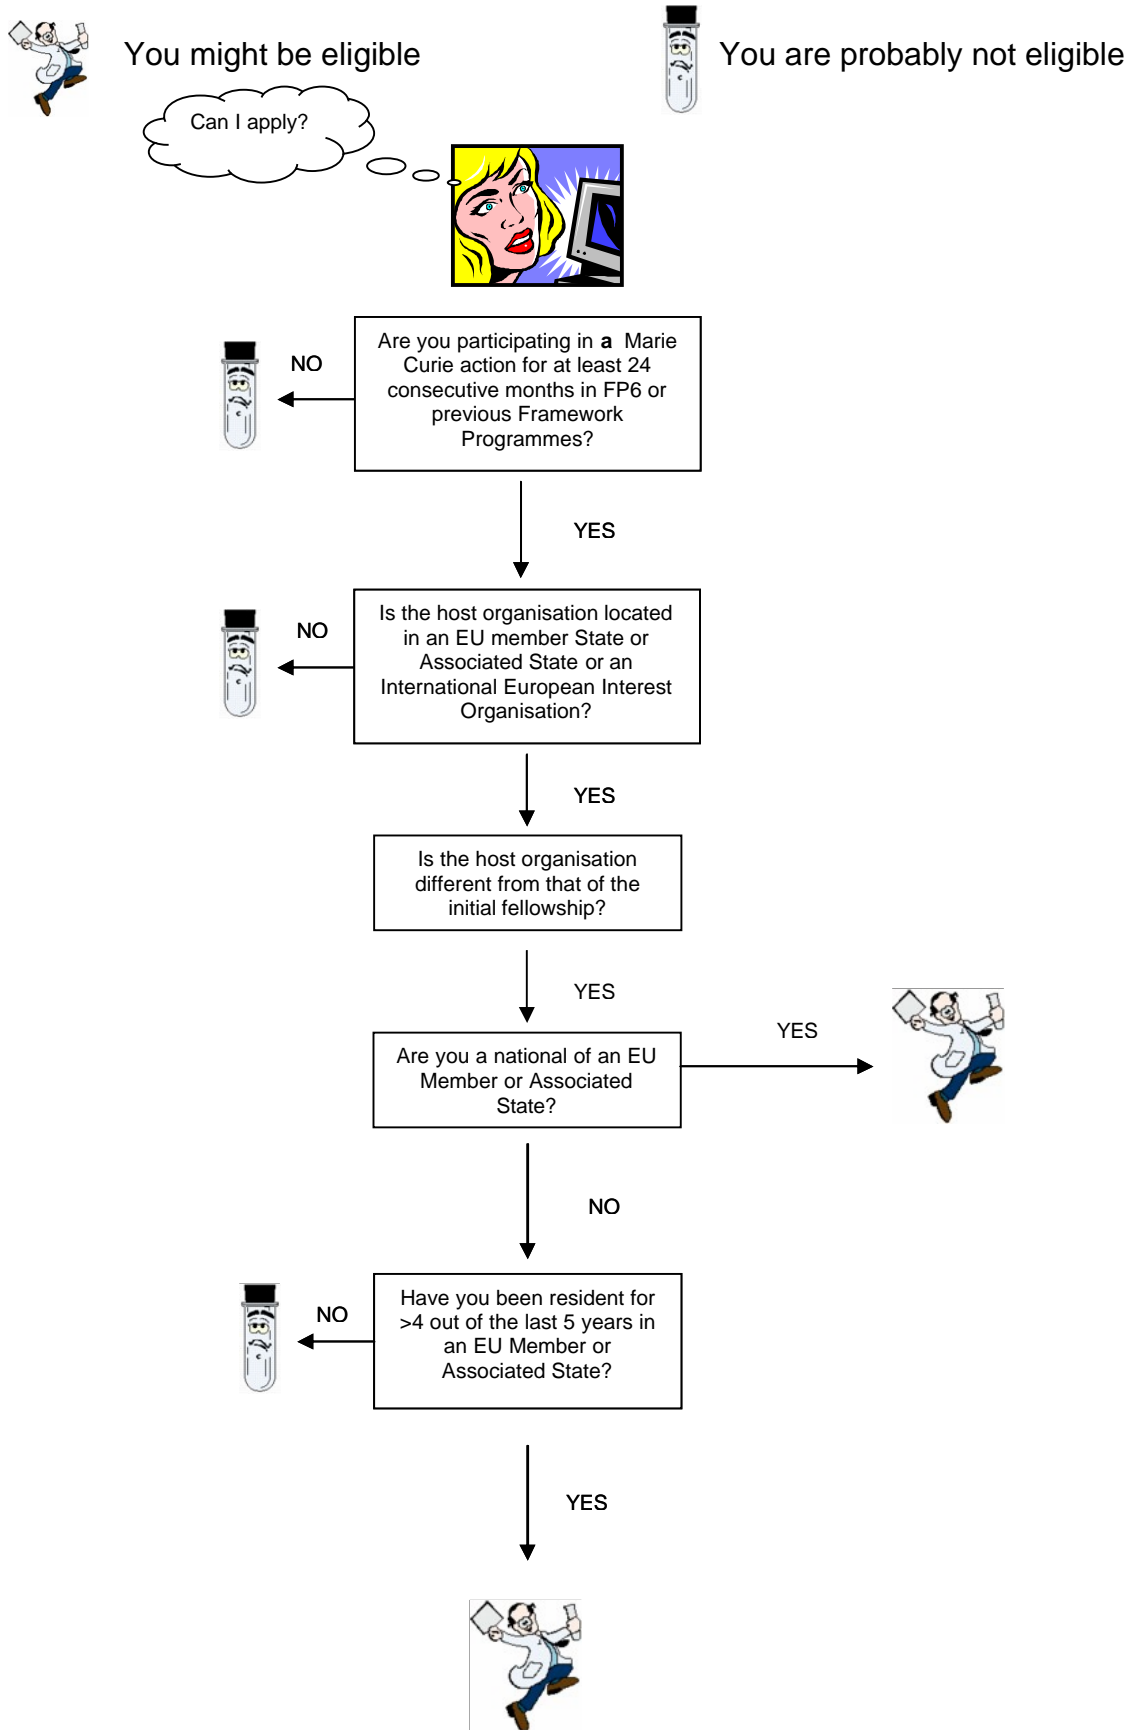 You might be eligible
You are probably not eligible
Can I apply?
Are you participating in a Marie
Curie action for at least 24
consecutive months in FP6 or
previous Framework
Programmes?
NO
YES
Is the host organisation located
in an EU member State or
Associated State or an
International European Interest
Organisation?
NO
YES
Is the host organisation
different from that of the
initial fellowship?
YES
Are you a national of an EU
Member or Associated
State?
YES
NO
Have you been resident for
>4 out of the last 5 years in
an EU Member or
Associated State?
NO
YES